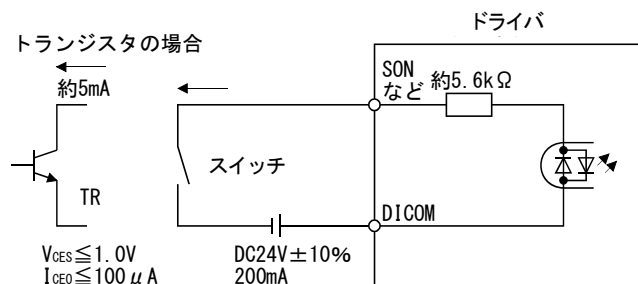 ドライバ
トランジスタの場合
約5mA
SON
など
約5.6kΩ
スイッチ
TR
DICOM
VCES≦1.0V
ICEO≦100μA
DC24V±10%
200mA